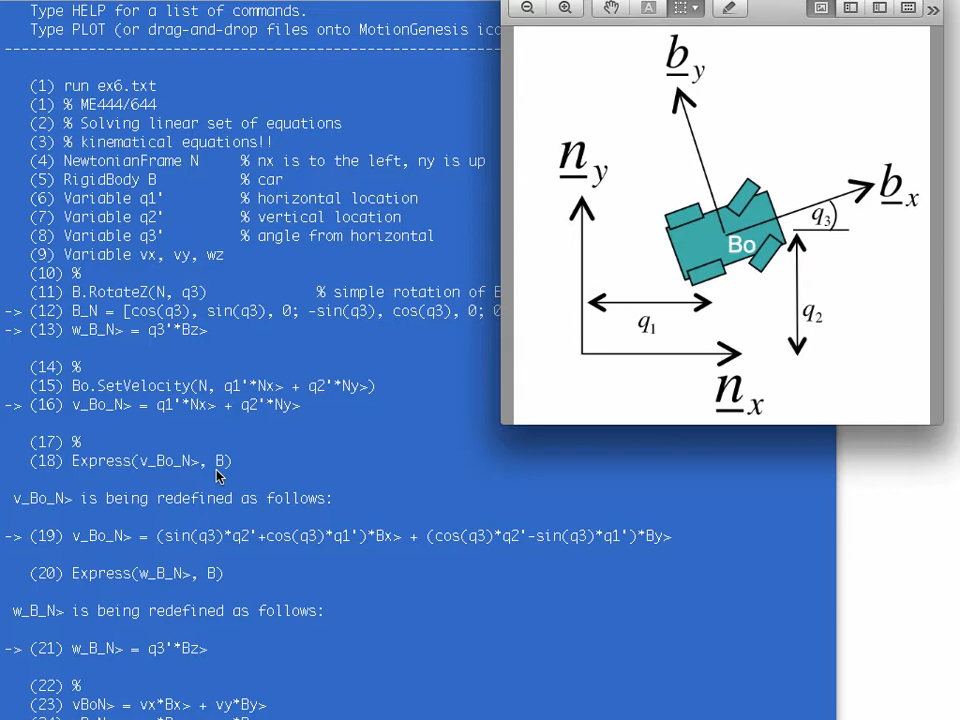 Type HELP for a list of commands.
Type PLOT (or drag-and-drop files onto MotionGenesis ico
(1) run ex6.txt
(1) % ME444/644
(2) % Solving linear set of equations
(3) % kinematical equations!!
(4) NewtonianFrame N % nx is to the left, ny is up
(5) RigidBody B % car
(6) Variable q1' % horizontal location
(7) Variable q2' % vertical location
(8) Variable q3' % angle from horizontal
(9) Variable vx, vy, wz
(10) %
(11) B.RotateZ(N, q3) % simple rotation of B
-> (12) B_N = [cos(q3), sin(q3), 0; -sin(q3), cos(q3), 0; 0
-> (13) w_B_N> = q3'*Bz>
(14) %
(15) Bo.SetVelocity(N, q1'*Nx> + q2'*Ny>)
-> (16) v_Bo_N> = q1'*Nx> + q2'*Ny>
(17) %
(18) Express(v_Bo_N>, B)
v_Bo_N> is being redefined as follows:
-> (19) v_Bo_N> = (sin(q3)*q2'+cos(q3)*q1')*Bx> + (cos(q3)*q2'-sin(q3)*q1')*By>
(20) Express(w_B_N>, B)
w_B_N> is being redefined as follows:
-> (21) w_B_N> = q3'*Bz>
(22) %
(23) vBoN> = vx*Bx> + vy*By>
A
b y
n y
b x
q3
Bo
q1
q2
n x